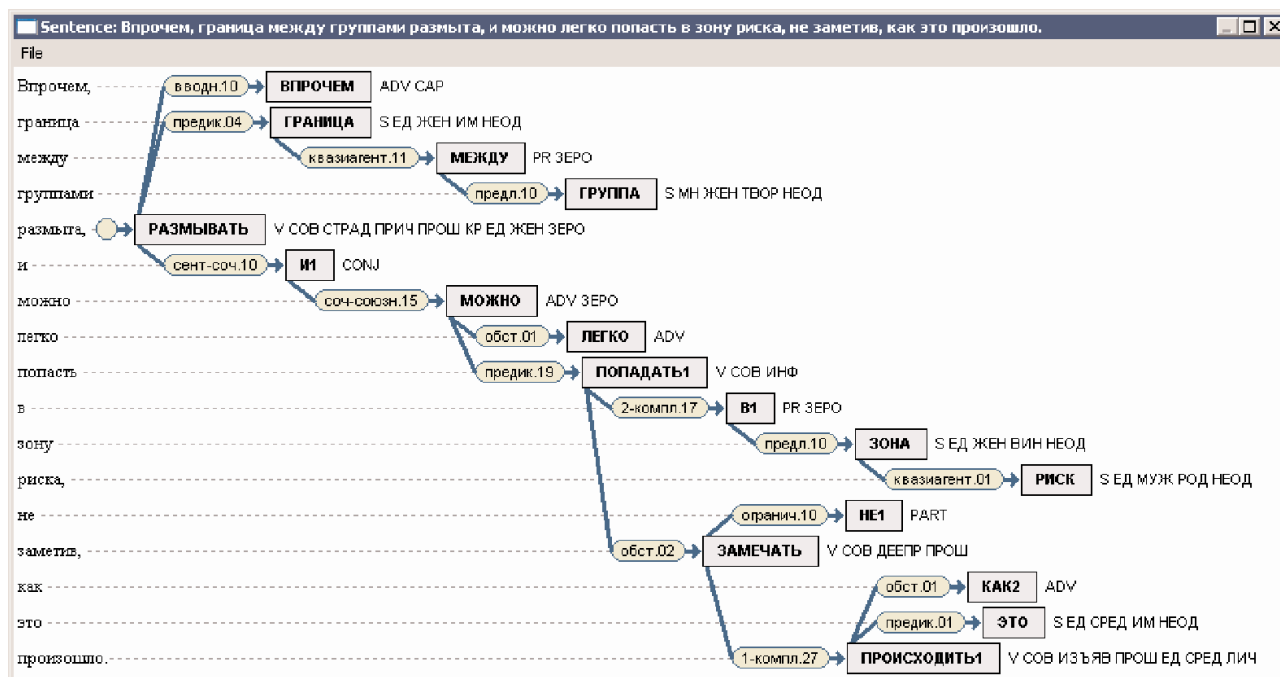 Sentence: Впрочем, граница между группами размыта, и можно легко попасть в зону риска, не заметив, как это произошло.
File
Впрочем, вводн.10 ВПРОЧЕМ ADV CAP
граница предик.04 ГРАНИЦА S ЕД ЖЕН ИМ НЕОД
между квазиагент.11 МЕЖДУ PR ЗЕРО
группами предл.10 ГРУППА S МН ЖЕН ТВОР НЕОД
размыта, РАЗМЫВАТЬ V СОВ СТРАД ПРИЧ ПРОШ КР ЕД ЖЕН ЗЕРО
и сент-соч.10 И1 CONJ
можно соч-союзн.15 МОЖНО ADV ЗЕРО
легко обст.01 ЛЕГКО ADV
попасть предик.19 ПОПАДАТЬ1 V СОВ ИНФ
в 2-компл.17 В1 PR ЗЕРО
зону предл.10 ЗОНА S ЕД ЖЕН ВИН НЕОД
риска, квазиагент.01 РИСК S ЕД МУЖ РОД НЕОД
не огранич.10 НЕ1 PART
заметив, обст.02 ЗАМЕЧАТЬ V СОВ ДЕЕПР ПРОШ
как обст.01 КАК2 ADV
это предик.01 ЭТО S ЕД СРЕД ИМ НЕОД
произошло. 1-компл.27 ПРОИСХОДИТЬ1 V СОВ ИЗЪЯВ ПРОШ ЕД СРЕД ЛИЧ